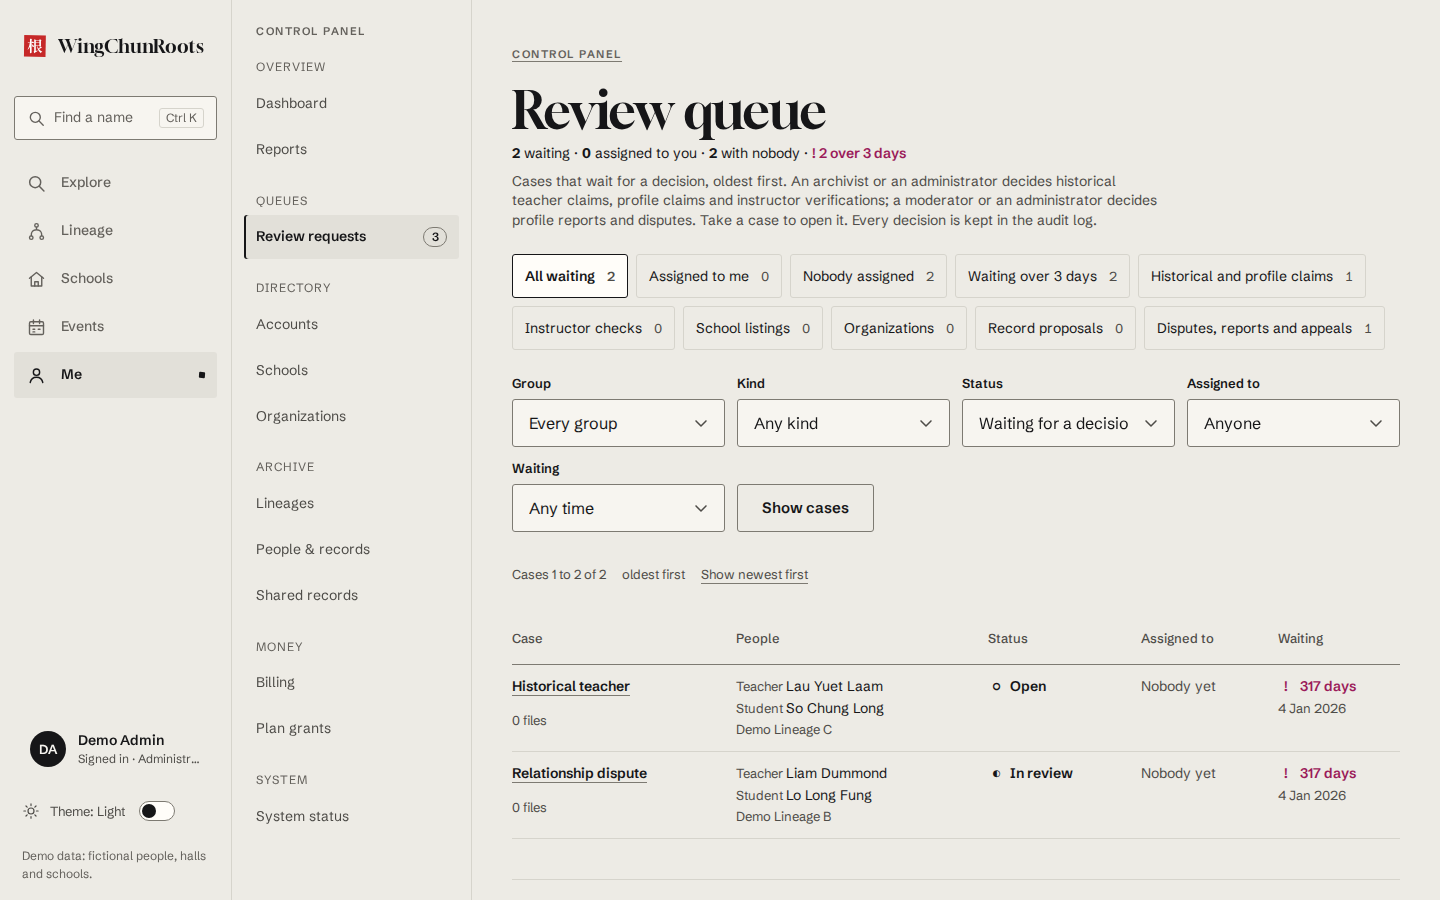 根 WingChunRoots
Find a name Ctrl K
Explore
Lineage
Schools
Events
Me
DA Demo Admin
Signed in · Administr...
Theme: Light
Demo data: fictional people, halls
and schools.
CONTROL PANEL
OVERVIEW
Dashboard
Reports
QUEUES
Review requests 3
DIRECTORY
Accounts
Schools
Organizations
ARCHIVE
Lineages
People & records
Shared records
MONEY
Billing
Plan grants
SYSTEM
System status
CONTROL PANEL
Review queue
2 waiting · 0 assigned to you · 2 with nobody · ! 2 over 3 days
Cases that wait for a decision, oldest first. An archivist or an administrator decides historical
teacher claims, profile claims and instructor verifications; a moderator or an administrator decides
profile reports and disputes. Take a case to open it. Every decision is kept in the audit log.
All waiting 2 Assigned to me 0 Nobody assigned 2 Waiting over 3 days 2 Historical and profile claims 1
Instructor checks 0 School listings 0 Organizations 0 Record proposals 0 Disputes, reports and appeals 1
Group Kind Status Assigned to
Every group Any kind Waiting for a decisio Anyone
Waiting
Any time Show cases
Cases 1 to 2 of 2 oldest first Show newest first
Case People Status Assigned to Waiting
Historical teacher Teacher Lau Yuet Laam Open Nobody yet ! 317 days
Student So Chung Long 4 Jan 2026
0 files Demo Lineage C
Relationship dispute Teacher Liam Dummond In review Nobody yet ! 317 days
Student Lo Long Fung 4 Jan 2026
0 files Demo Lineage B